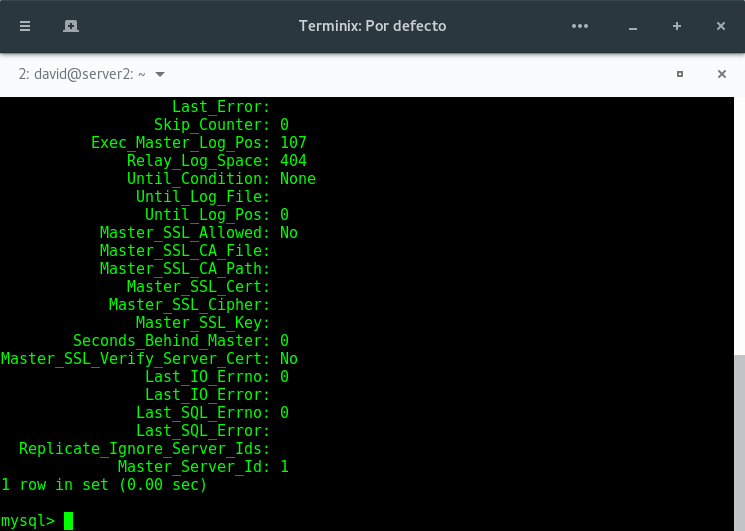 Terminix: Por defecto
2: david@server2: ~
Last_Error:
Skip_Counter: 0
Exec_Master_Log_Pos: 107
Relay_Log_Space: 404
Until_Condition: None
Until_Log_File:
Until_Log_Pos: 0
Master_SSL_Allowed: No
Master_SSL_CA_File:
Master_SSL_CA_Path:
Master_SSL_Cert:
Master_SSL_Cipher:
Master_SSL_Key:
Seconds_Behind_Master: 0
Master_SSL_Verify_Server_Cert: No
Last_IO_Errno: 0
Last_IO_Error:
Last_SQL_Errno: 0
Last_SQL_Error:
Replicate_Ignore_Server_Ids:
Master_Server_Id: 1
1 row in set (0.00 sec)
mysql>